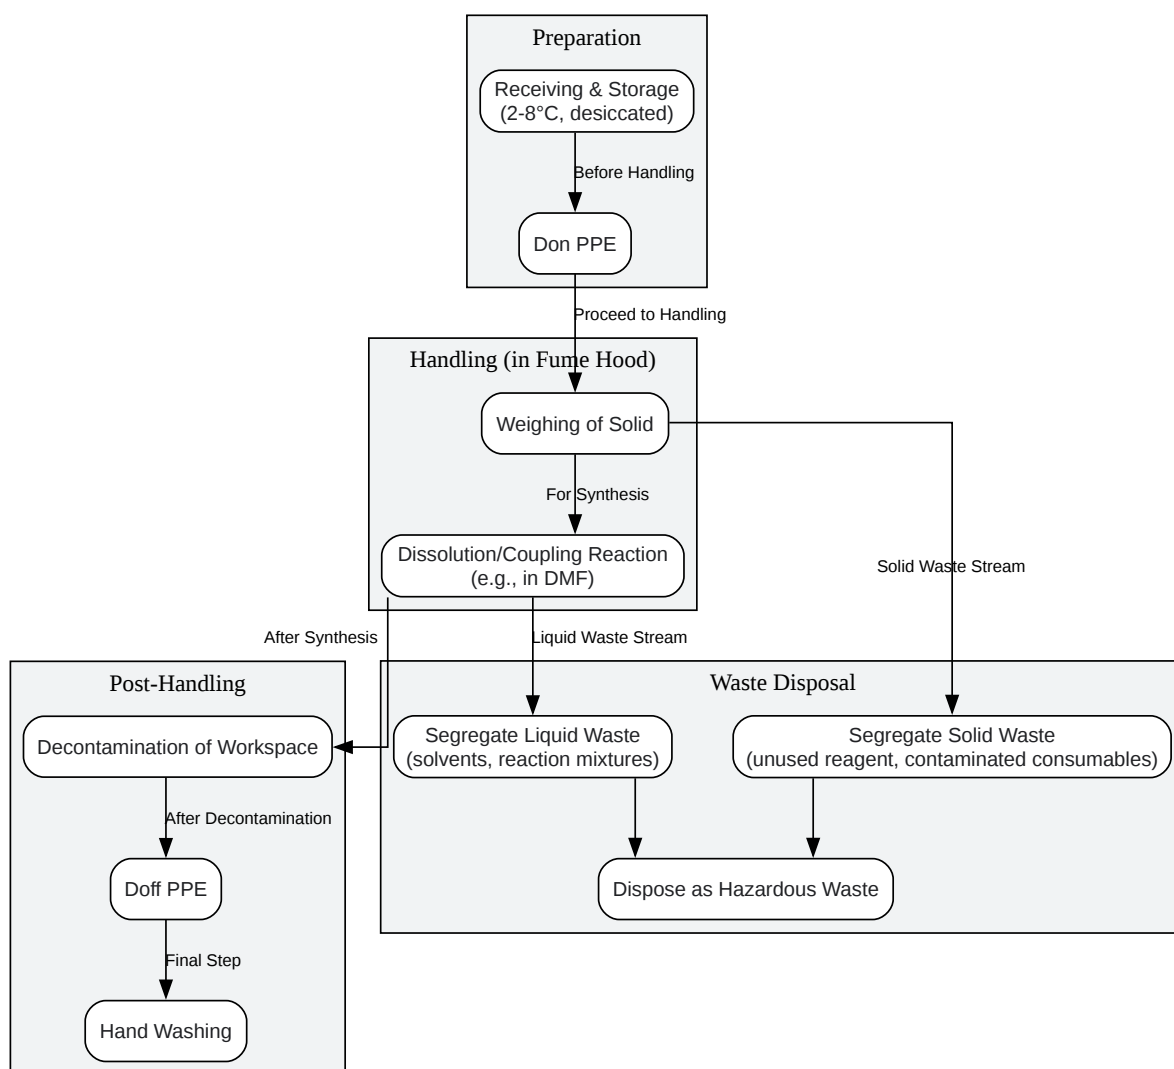 Preparation
Receiving & Storage
(2-8°C, desiccated)
Before Handling
Don PPE
Proceed to Handling
Handling (in Fume Hood)
Weighing of Solid
For Synthesis
Dissolution/Coupling Reaction
(e.g., in DMF)
Solid Waste Stream
After Synthesis
Liquid Waste Stream
Post-Handling
Decontamination of Workspace
After Decontamination
Doff PPE
Final Step
Hand Washing
Waste Disposal
Segregate Liquid Waste
(solvents, reaction mixtures)
Segregate Solid Waste
(unused reagent, contaminated consumables)
Dispose as Hazardous Waste